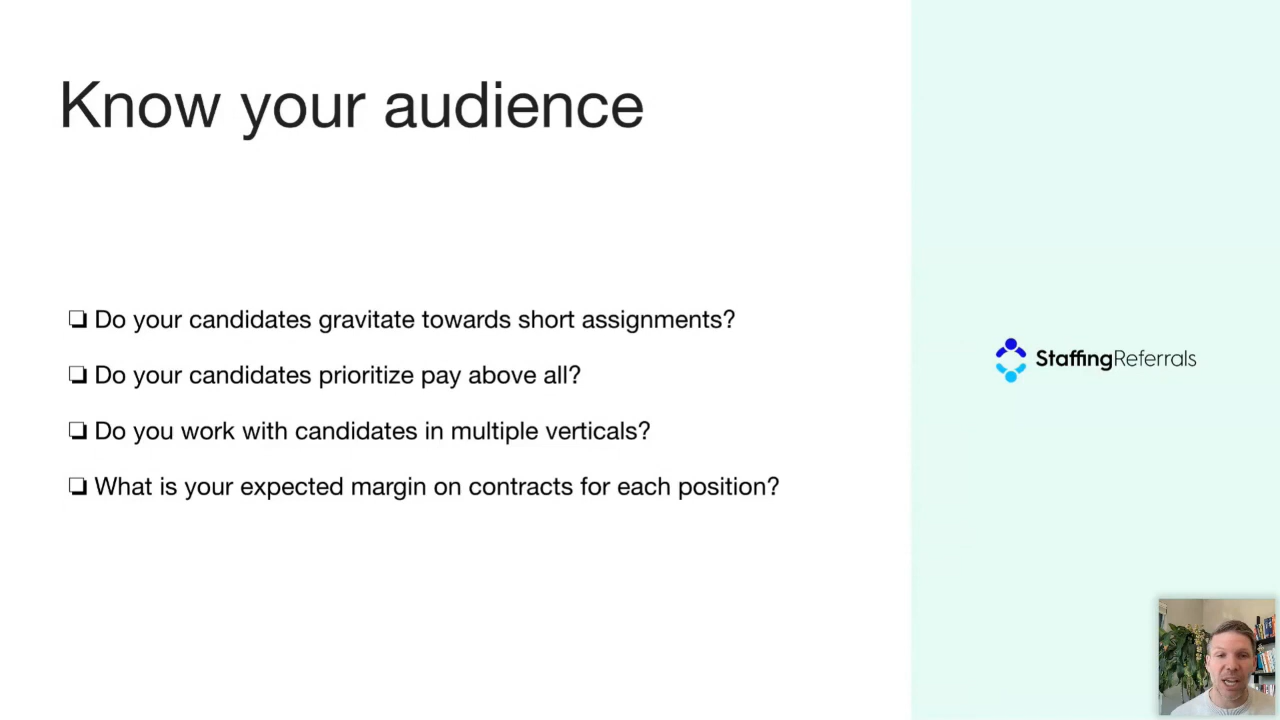 Know your audience
❏ Do your candidates gravitate towards short assignments?
❏ Do your candidates prioritize pay above all?
❏ Do you work with candidates in multiple verticals?
❏ What is your expected margin on contracts for each position?
StaffingReferrals